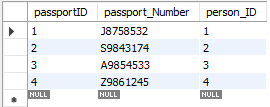 passportID passport_Number person_ID
1 J8758532 1
2 S9843174 2
3 A9854533 3
4 Z9861245 4
NULL NULL NULL